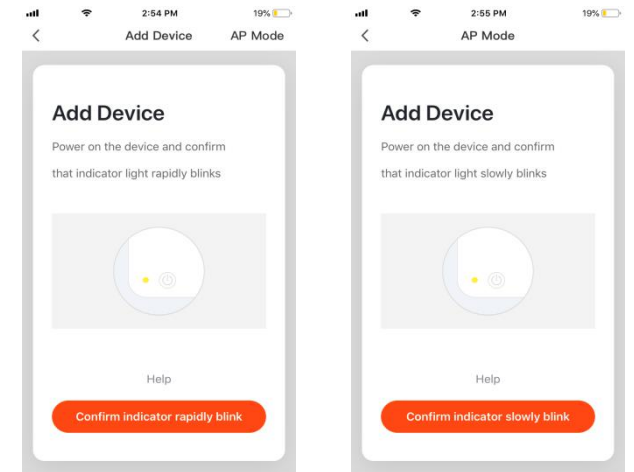 2:54 PM
19%
Add Device
AP Mode
Add Device
Power on the device and confirm
that indicator light rapidly blinks
Help
Confirm indicator rapidly blink
2:55 PM
19%
AP Mode
Add Device
Power on the device and confirm
that indicator light slowly blinks
Help
Confirm indicator slowly blink